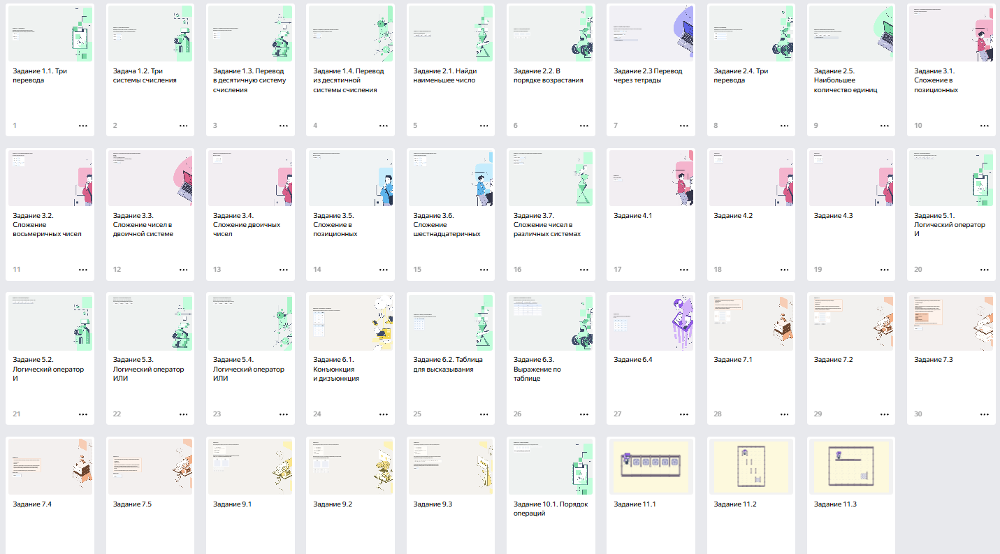 Задание 1.1. Три
перевода
1
Задача 1.2. Три
системы счисления
2
Задание 1.3. Перевод
в десятичную систему
счисления
3
Задание 1.4. Перевод
из десятичной
системы счисления
4
Задание 2.1. Найди
наименьшее число
5
Задание 2.2. В
порядке возрастания
6
Задание 2.3 Перевод
через тетрады
7
Задание 2.4. Три
перевода
8
Задание 2.5.
Наибольшее
количество единиц
9
Задание 3.1.
Сложение в
позиционных
10
Задание 3.2.
Сложение
восьмеричных чисел
11
Задание 3.3.
Сложение чисел в
двоичной системе
12
Задание 3.4.
Сложение двоичных
чисел
13
Задание 3.5.
Сложение в
позиционных
14
Задание 3.6.
Сложение
шестнадцатеричных
15
Задание 3.7.
Сложение чисел в
различных системах
16
Задание 4.1
17
Задание 4.2
18
Задание 4.3
19
Задание 5.1.
Логический оператор
И
20
Задание 5.2.
Логический оператор
И
21
Задание 5.3.
Логический оператор
ИЛИ
22
Задание 5.4.
Логический оператор
ИЛИ
23
Задание 6.1.
Конъюнкция
и дизъюнкция
24
Задание 6.2. Таблица
для высказывания
25
Задание 6.3.
Выражение по
таблице
26
Задание 6.4
27
Задание 7.1
28
Задание 7.2
29
Задание 7.3
30
Задание 7.4
Задание 7.5
Задание 9.1
Задание 9.2
Задание 9.3
Задание 10.1. Порядок
операций
Задание 11.1
Задание 11.2
Задание 11.3